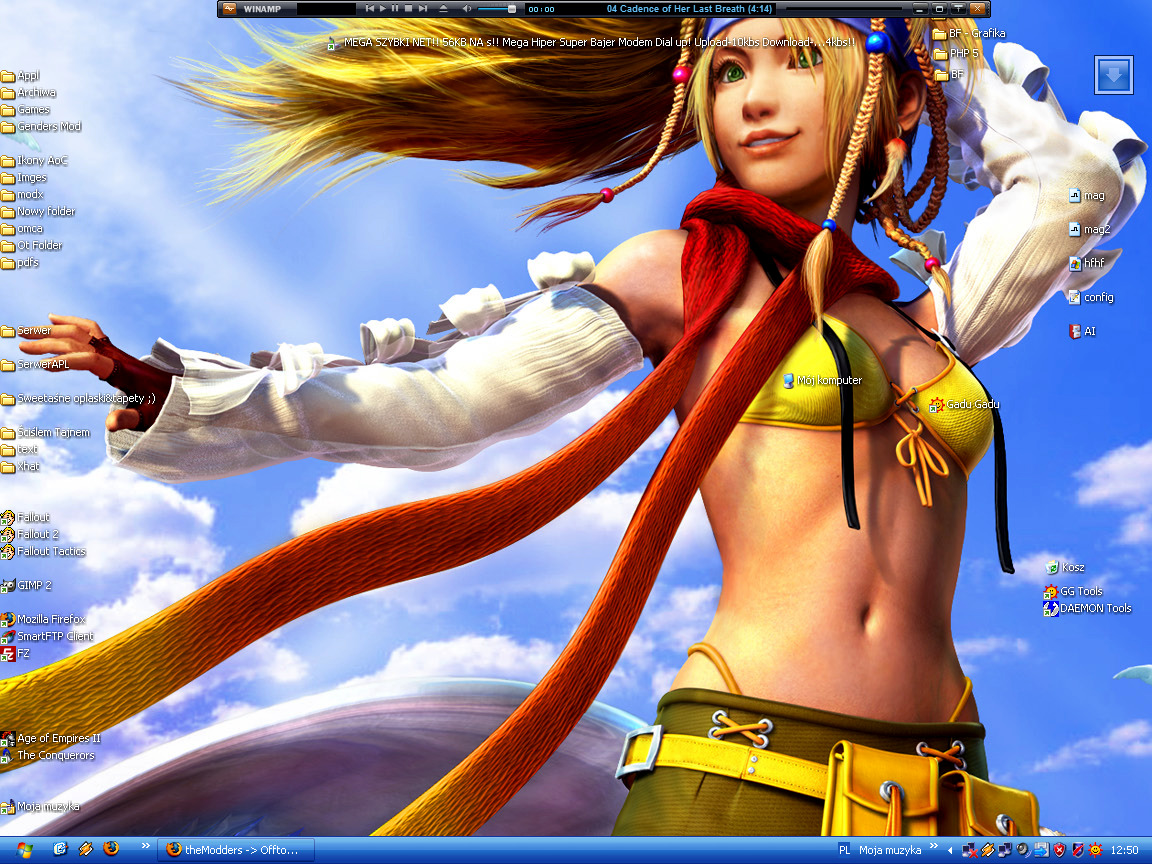 WINAMP
00:00
04 Cadence of Her Last Breath (4:14)
MEGA SZYBKI NET!! 56KB NA s!! Mega Hiper Super Bajer Modem Dial up! Upload-10kbs Download-...4kbs!!
BF - Grafika
PHP 5
BF
Appl
Archiwa
Games
Genders Mod
Ikony AoC
Imges
modx
Nowy folder
omca
Ot Folder
pdfs
Serwer
SerwerAPL
Sweetasne oplaski&tapety ;)
Ścislem Tajnem
text
Xhat
Fallout
Fallout 2
Fallout Tactics
GIMP 2
Mozilla Firefox
SmartFTP Client
FZ
Age of Empires II
The Conquerors
Moja muzyka
mag
mag2
hfhf
config
AI
Mój komputer
Gadu Gadu
Kosz
GG Tools
DAEMON Tools
theModders -> Offto...
PL
Moja muzyka
12:50